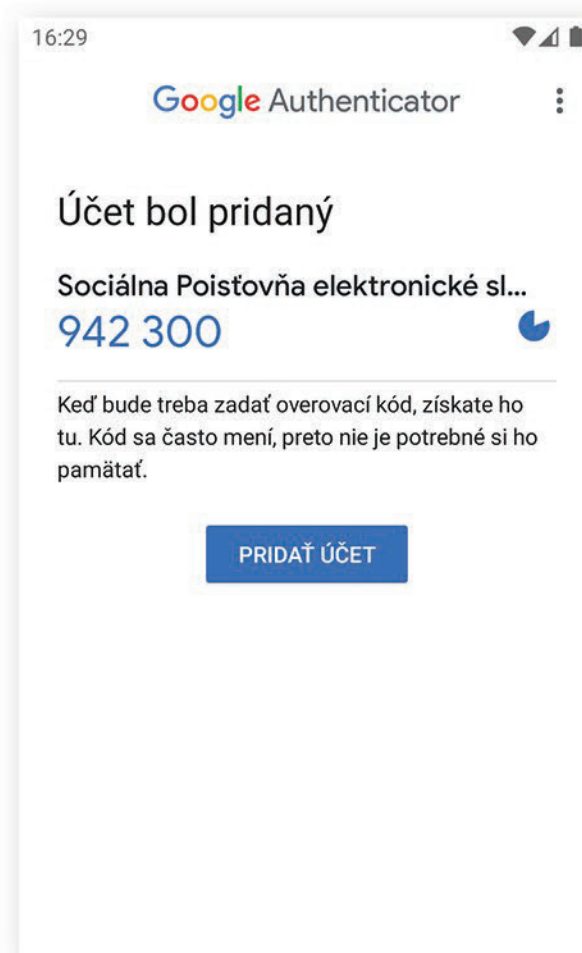 16:29
Google Authenticator
Účet bol pridaný
Sociálna Poisťovňa elektronické sl...
942 300
Keď bude treba zadať overovací kód, získate ho
tu. Kód sa často mení, preto nie je potrebné si ho
pamätať.
PRIDAŤ ÚČET